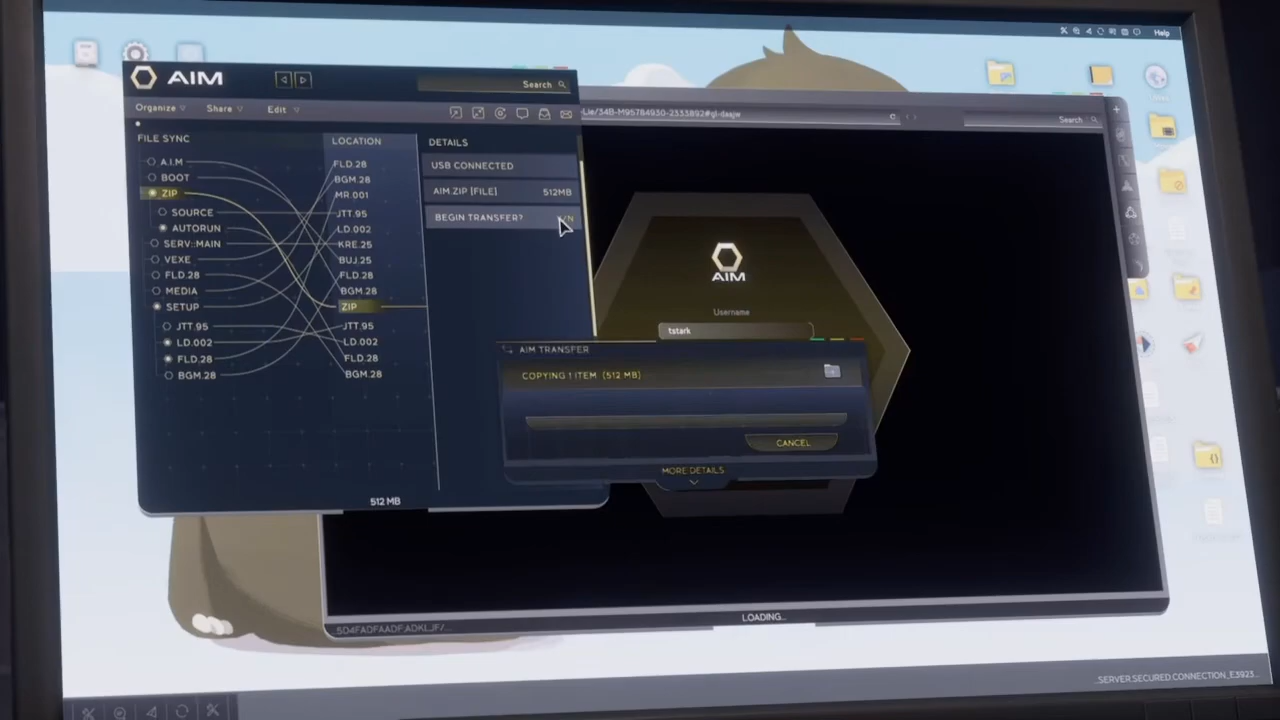 Help
AIM
Search
Organize
Share
Edit
Search
FILE SYNC
LOCATION
DETAILS
A.I.M
BOOT
ZIP
SOURCE
AUTORUN
SERV::MAIN
VEXE
FLD.28
MEDIA
SETUP
JTT.95
LD.002
FLD.28
BGM.28
FLD.28
BGM.28
MR.001
JTT.95
LD.002
KRE.25
BUJ.25
FLD.28
BGM.28
ZIP
JTT.95
LD.002
FLD.28
BGM.28
USB CONNECTED
AIM.ZIP [FILE] 512MB
BEGIN TRANSFER?
512 MB
AIM
Username
tstark
AIM TRANSFER
COPYING 1 ITEM (512 MB)
CANCEL
MORE DETAILS
LOADING...
_SERVER.SECURED.CONNECTION_E3923...